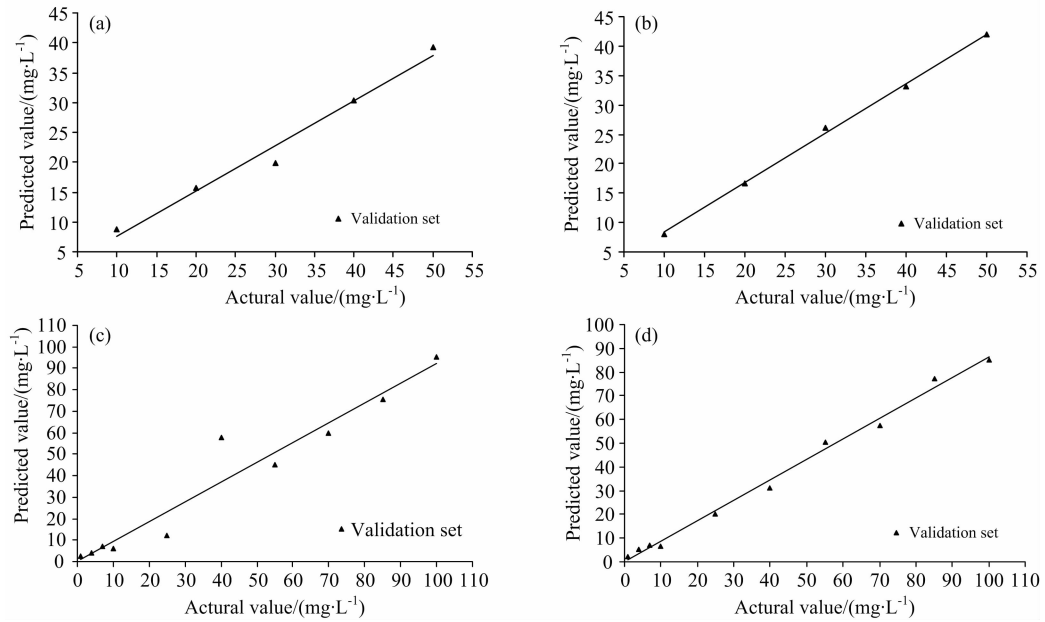 (a)
Predicted value/(mg·L⁻¹)
45
40
35
30
25
20
15
10
5
Validation set
5 10 15 20 25 30 35 40 45 50 55
Actural value/(mg·L⁻¹)
(b)
Predicted value/(mg·L⁻¹)
45
40
35
30
25
20
15
10
5
Validation set
5 10 15 20 25 30 35 40 45 50 55
Actural value/(mg·L⁻¹)
(c)
Predicted value/(mg·L⁻¹)
110
100
90
80
70
60
50
40
30
20
10
0
Validation set
0 10 20 30 40 50 60 70 80 90 100 110
Actural value/(mg·L⁻¹)
(d)
Predicted value/(mg·L⁻¹)
100
90
80
70
60
50
40
30
20
10
0
Validation set
0 10 20 30 40 50 60 70 80 90 100 110
Actural value/(mg·L⁻¹)